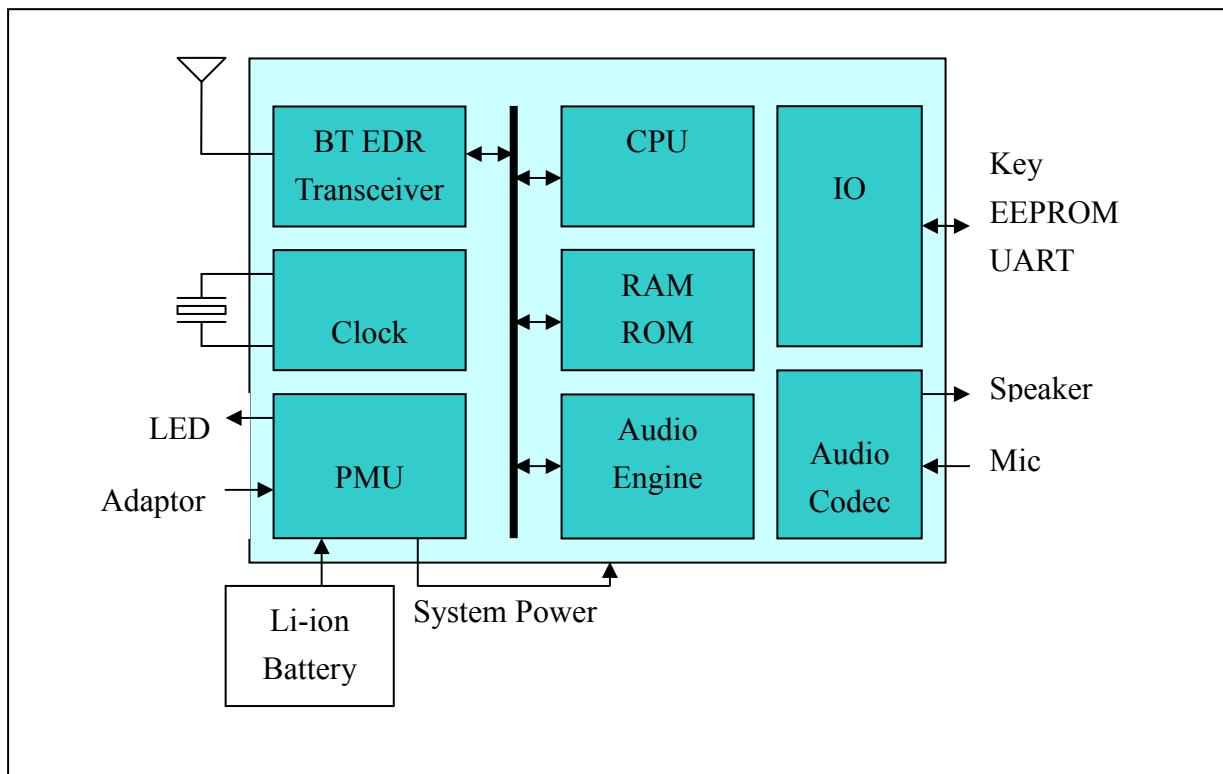 BT EDR
Transceiver
CPU
IO
Key
EEPROM
UART
Clock
RAM
ROM
LED
Adaptor
PMU
Audio
Engine
Audio
Codec
Speaker
Mic
Li-ion
Battery
System Power